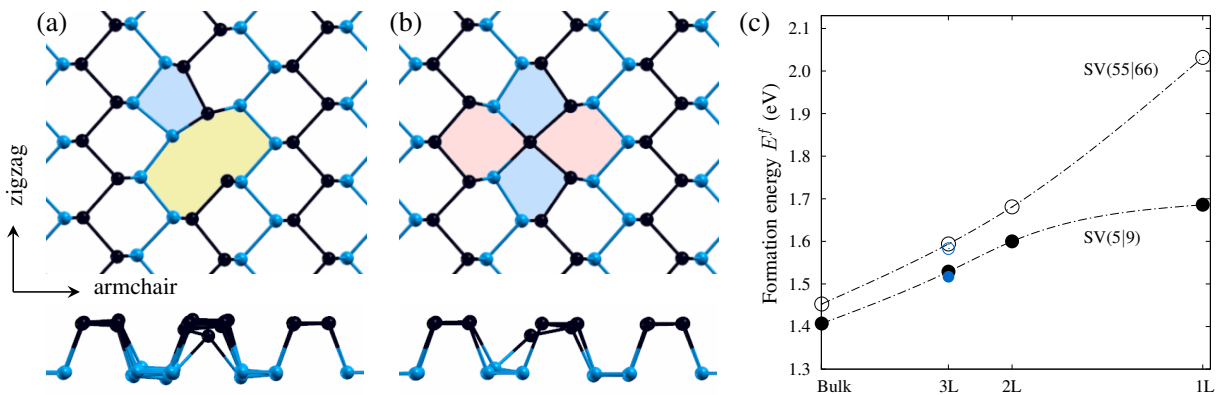 (a)
(b)
(c)
zigzag
armchair
Formation energy E^f (eV)
2.1
2.0
1.9
1.8
1.7
1.6
1.5
1.4
1.3
SV(55|66)
SV(5|9)
Bulk
3L
2L
1L